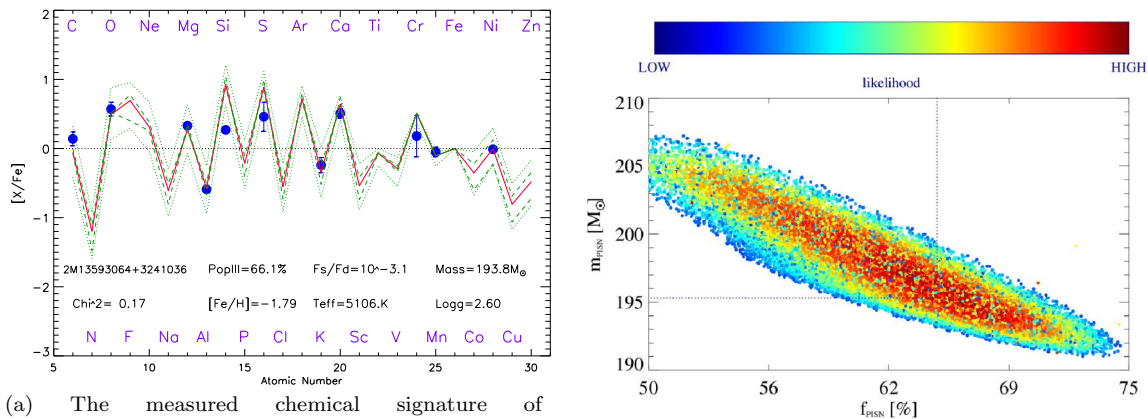 C O Ne Mg Si S Ar Ca Ti Cr Fe Ni Zn
2
1
0
-1
-2
-3
[X/Fe]
2M13593064+3241036 PopIII=66.1% Fs/Fd=10^-3.1 Mass=193.8M⊙
Chi^2= 0.17 [Fe/H]=-1.79 Teff=5106.K Logg=2.60
N F Na Al P Cl K Sc V Mn Co Cu
5 10 15 20 25 30
Atomic Number
(a) The measured chemical signature of
LOW HIGH
likelihood
210
205
200
195
190
m_PISN [M⊙]
50 56 62 69 75
f_PISN [%]